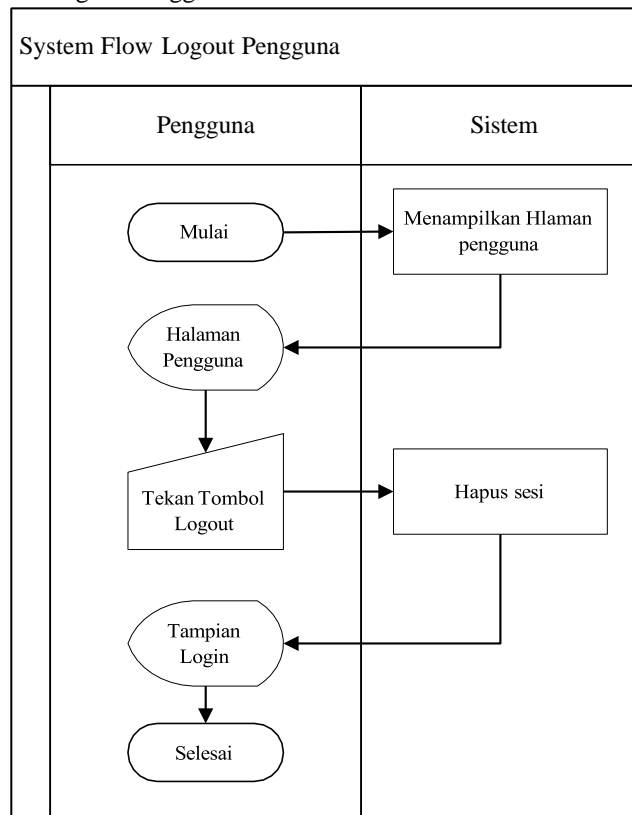 System Flow Logout Pengguna
Pengguna
Sistem
Mulai
Menampilkan Hlaman
pengguna
Halaman
Pengguna
Tekan Tombol
Logout
Hapus sesi
Tampian
Login
Selesai